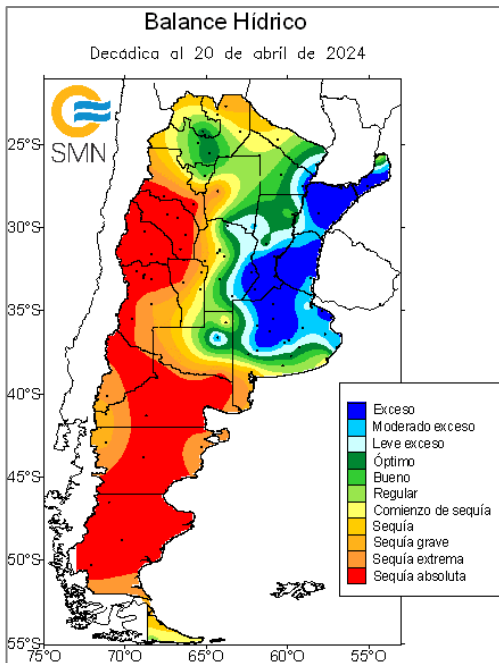 Balance Hídrico
Decádica al 20 de abril de 2024
SMN
25°S
30°S
35°S
40°S
45°S
50°S
55°S
75°O 70°O 65°O 60°O 55°O
Exceso
Moderado exceso
Leve exceso
Óptimo
Bueno
Regular
Comienzo de sequía
Sequía
Sequía grave
Sequía extrema
Sequía absoluta